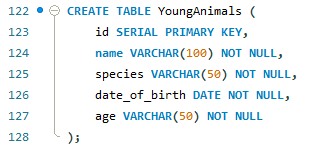 122 CREATE TABLE YoungAnimals (
123 id SERIAL PRIMARY KEY,
124 name VARCHAR(100) NOT NULL,
125 species VARCHAR(50) NOT NULL,
126 date_of_birth DATE NOT NULL,
127 age VARCHAR(50) NOT NULL
128 );